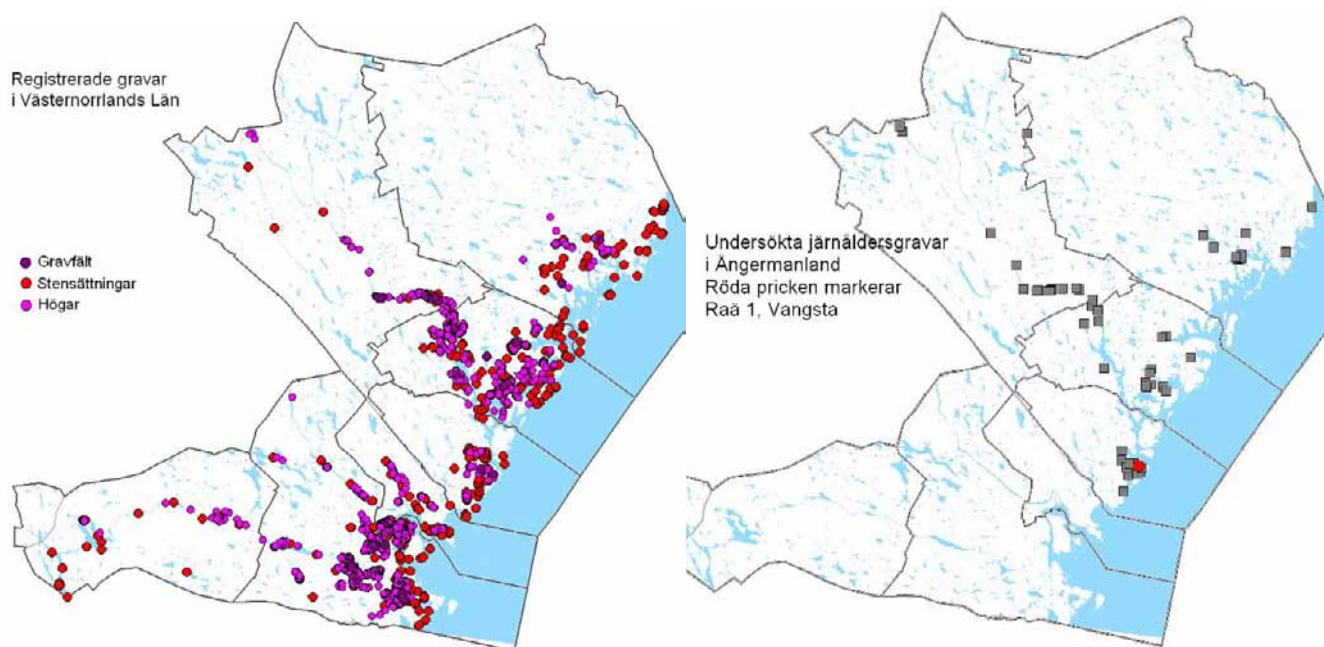 Registrerade gravar
i Västernorrlands Län
Gravfält
Stensättningar
Högar
Undersökta järnåldersgravar
i Ångermanland
Röda pricken markerar
Raä 1, Vangsta